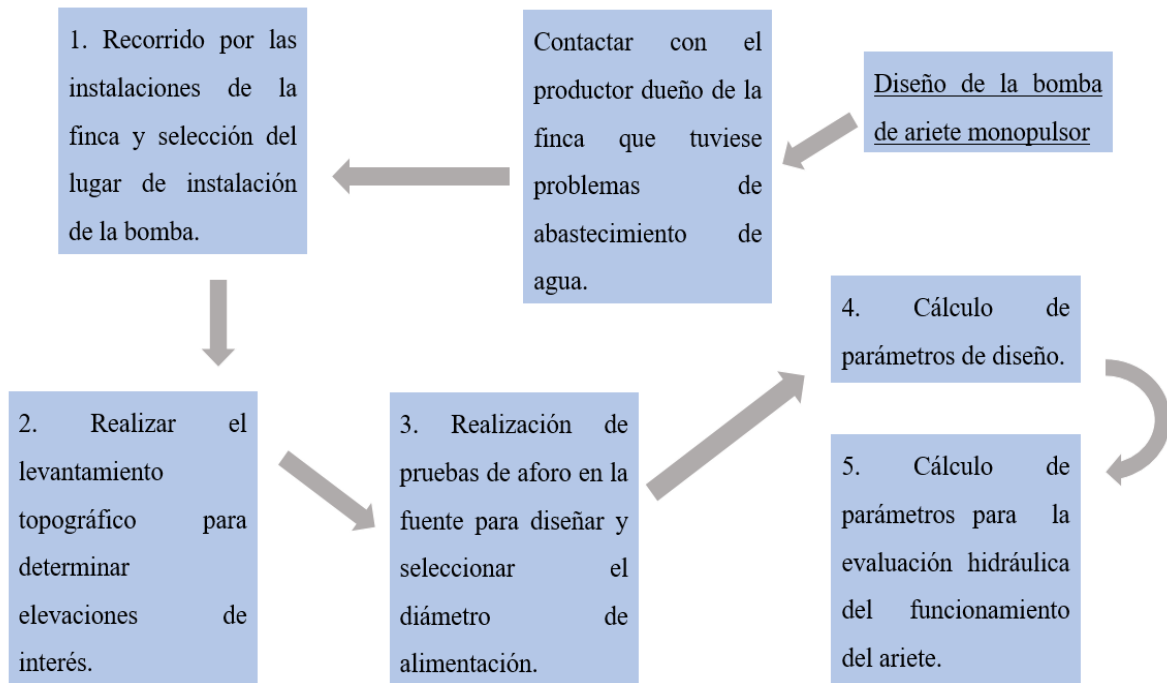 Diseño de la bomba
de ariete monopulsor
Contactar con el
productor dueño de la
finca que tuviese
problemas de
abastecimiento de
agua.
1. Recorrido por las
instalaciones de la
finca y selección del
lugar de instalación
de la bomba.
2. Realizar el
levantamiento
topográfico para
determinar
elevaciones de
interés.
3. Realización de
pruebas de aforo en la
fuente para diseñar y
seleccionar el
diámetro de
alimentación.
4. Cálculo de
parámetros de diseño.
5. Cálculo de
parámetros para la
evaluación hidráulica
del funcionamiento
del ariete.